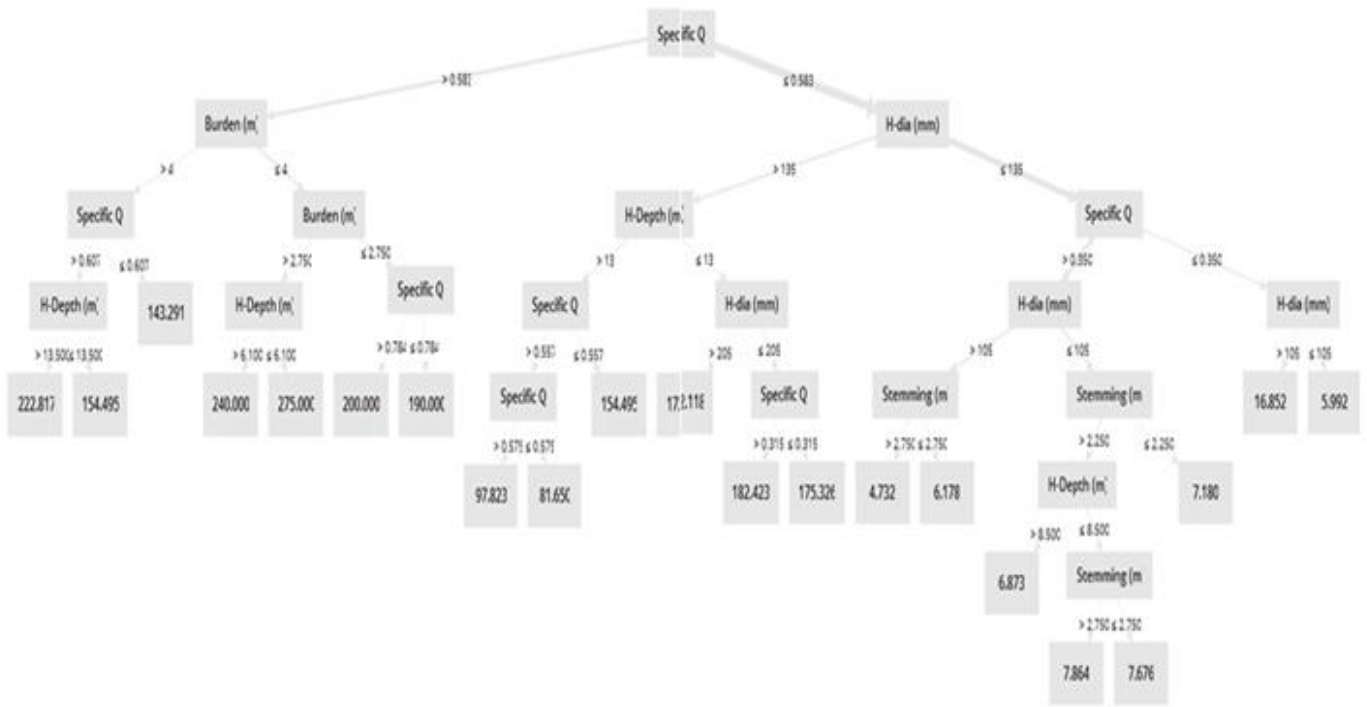 Specific Q
> 0.583 ≤ 0.583
Burden (m)
H-dia (mm)
> 4 ≤ 4
> 135 ≤ 135
Specific Q
Burden (m)
H-Depth (m)
Specific Q
> 0.607 ≤ 0.607
> 2.750 ≤ 2.750
> 13 ≤ 13
> 0.350 ≤ 0.350
H-Depth (m)
143.291
H-Depth (m)
Specific Q
Specific Q
H-dia (mm)
H-dia (mm)
H-dia (mm)
> 13.500 ≤ 13.500
> 6.100 ≤ 6.100
> 0.784 ≤ 0.784
> 0.557 ≤ 0.557
> 205 ≤ 205
> 105 ≤ 105
> 105 ≤ 105
222.817
154.495
240.000
275.000
200.000
190.000
Specific Q
154.495
Specific Q
Stemming (m
Stemming (m
16.852
5.992
> 0.575 ≤ 0.575
> 0.315 ≤ 0.315
> 2.750 ≤ 2.750
> 2.250 ≤ 2.250
97.823
81.650
182.423
175.326
4.732
6.178
H-Depth (m)
7.180
> 8.500 ≤ 8.500
6.873
Stemming (m
> 2.750 ≤ 2.750
7.864
7.676